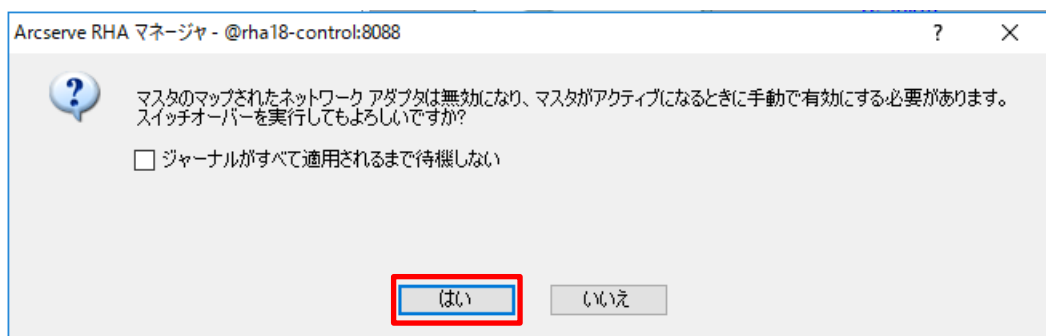 Arcserve RHA マネージャ - @rha18-control:8088
マスタのマップされたネットワーク アダプタは無効になり、マスタがアクティブになるときに手動で有効にする必要があります。
スイッチオーバーを実行してもよろしいですか?
ジャーナルがすべて適用されるまで待機しない
はい
いいえ